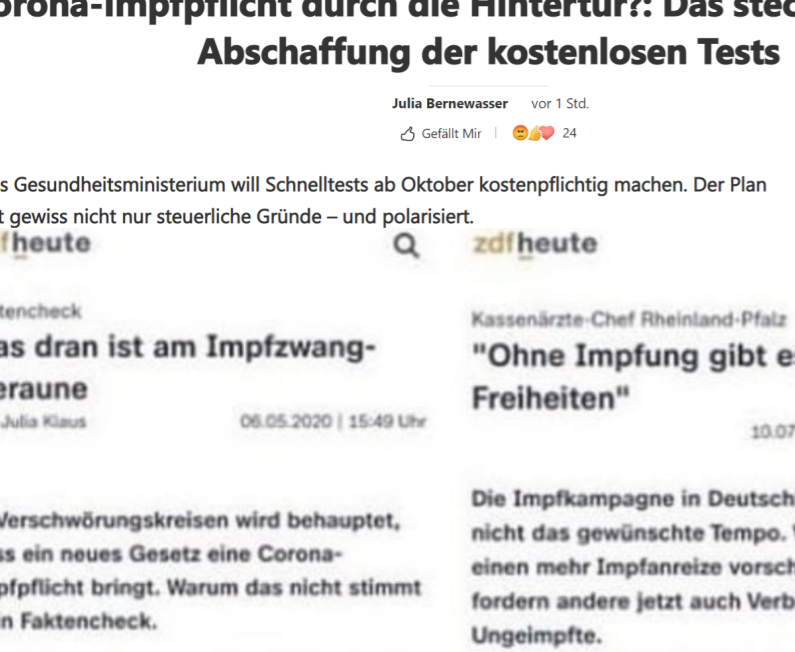 orona-Impfpflicht durch die Hintertür?: Das stec
Abschaffung der kostenlosen Tests
Julia Bernewasser vor 1 Std.
Gefällt Mir | 24
s Gesundheitsministerium will Schnelltests ab Oktober kostenpflichtig machen. Der Plan
t gewiss nicht nur steuerliche Gründe – und polarisiert.
fheute
tencheck
as dran ist am Impfzwang-
eraune
Julia Klaus 06.05.2020 | 15:49 Uhr
Verschwörungskreisen wird behauptet,
ss ein neues Gesetz eine Corona-
pfpflicht bringt. Warum das nicht stimmt
n Faktencheck.
zdfheute
Kassenärzte-Chef Rheinland-Pfalz
"Ohne Impfung gibt es
Freiheiten"
10.07
Die Impfkampagne in Deutsch
nicht das gewünschte Tempo.
einen mehr Impfanreize vorsch
fordern andere jetzt auch Verb
Ungeimpfte.